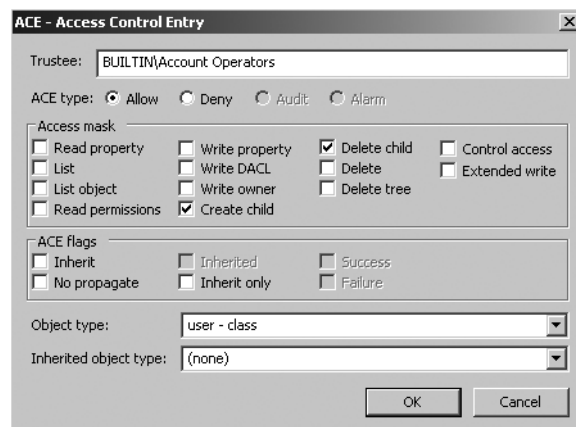 ACE - Access Control Entry
Trustee: BUILTIN\Account Operators
ACE type: Allow Deny Audit Alarm
Access mask
Read property Write property Delete child Control access
List Write DACL Delete Extended write
List object Write owner Delete tree
Read permissions Create child
ACE flags
Inherit Inherited Success
No propagate Inherit only Failure
Object type: user - class
Inherited object type: (none)
OK Cancel